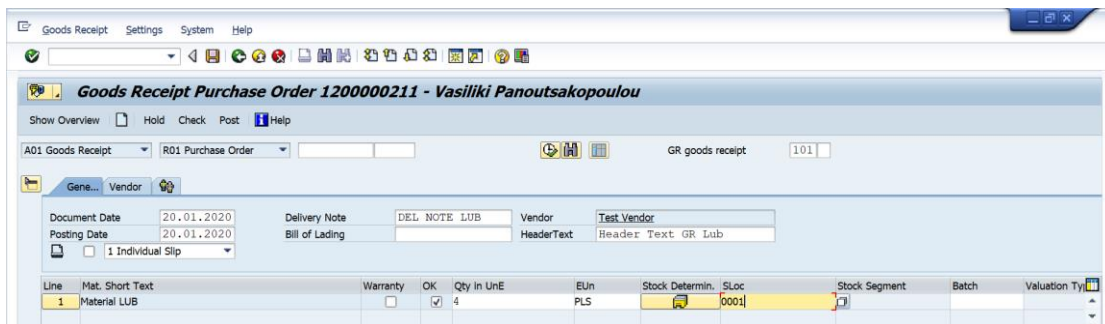 Goods Receipt Settings System Help
Goods Receipt Purchase Order 1200000211 - Vasiliki Panoutsakopoulou
Show Overview Hold Check Post Help
A01 Goods Receipt R01 Purchase Order GR goods receipt 101
Gene... Vendor
Document Date 20.01.2020 Delivery Note DEL NOTE LUB Vendor Test Vendor
Posting Date 20.01.2020 Bill of Lading HeaderText Header Text GR Lub
1 Individual Slip
Line Mat. Short Text Warranty OK Qty in UnE EUn Stock Determin. SLoc Stock Segment Batch Valuation Ty
1 Material LUB 4 PLS 0001